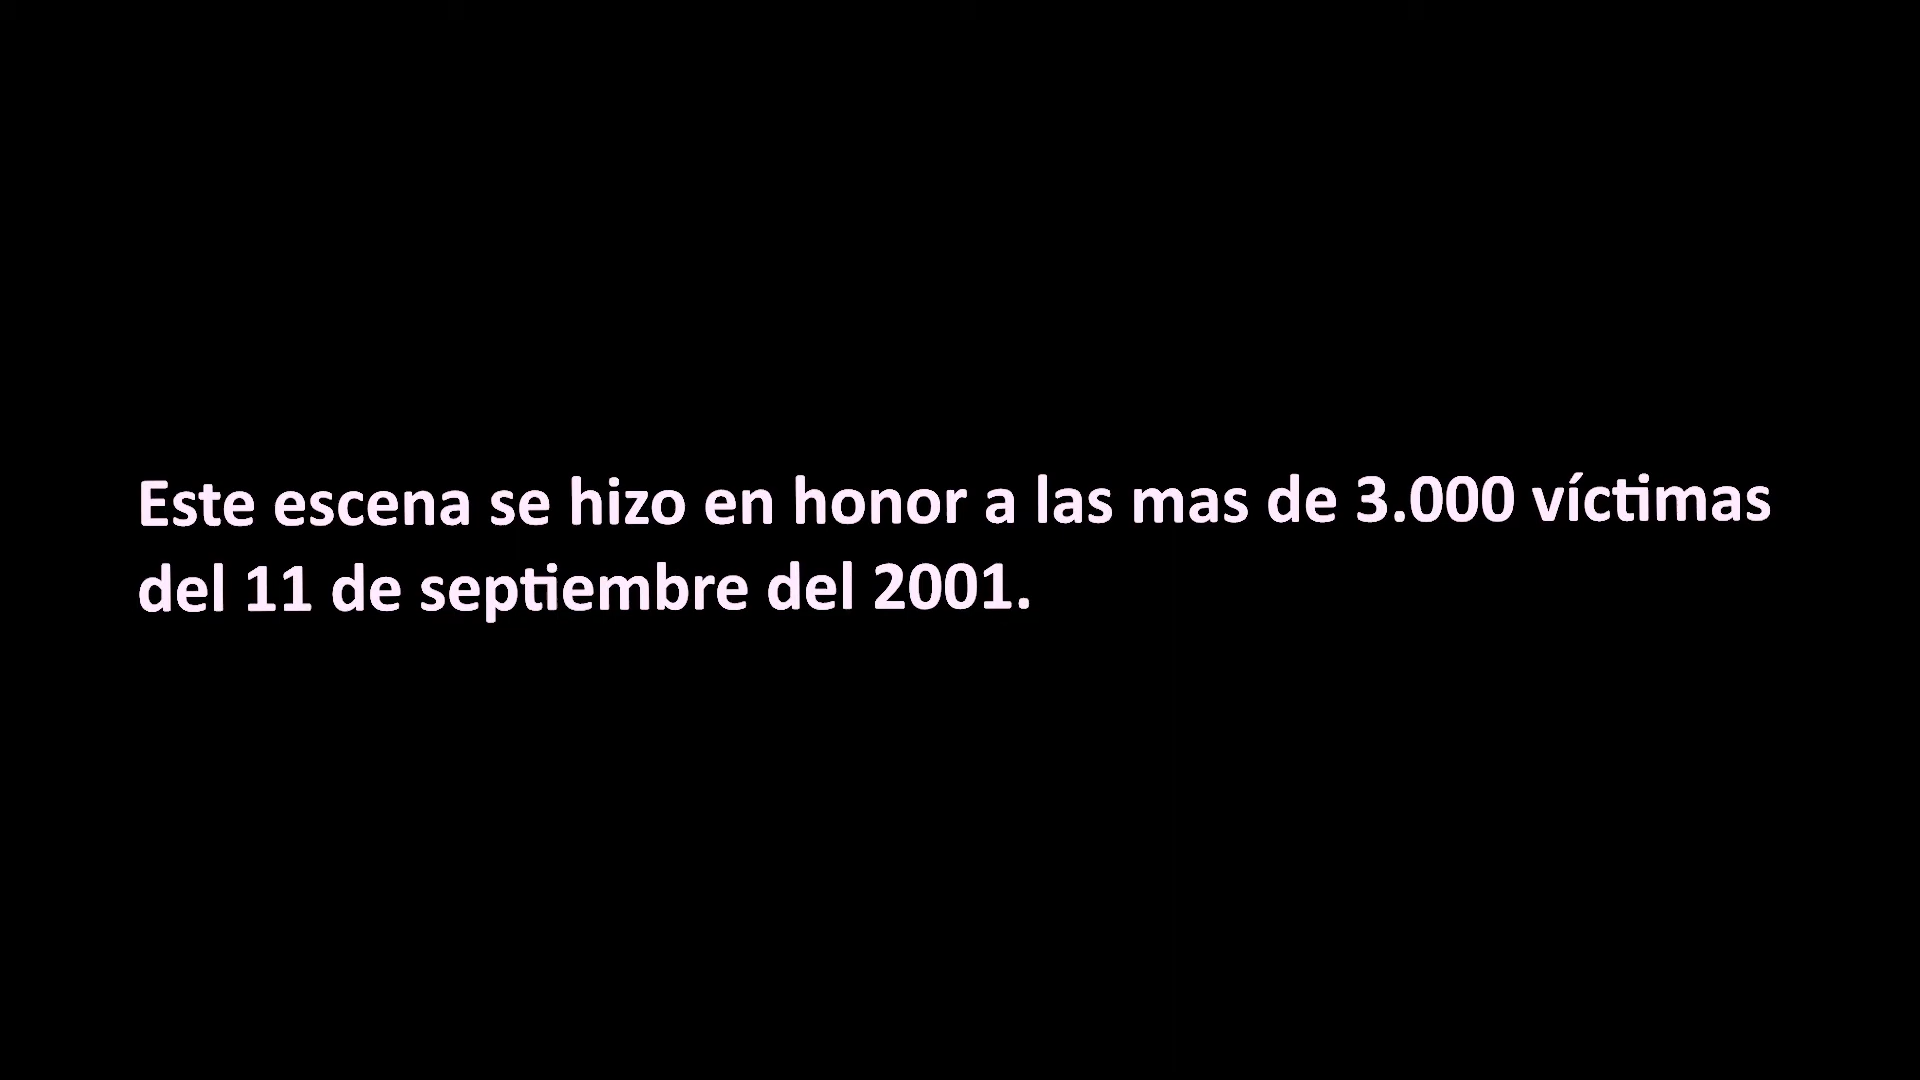 Este escena se hizo en honor a las mas de 3.000 víctimas
del 11 de septiembre del 2001.